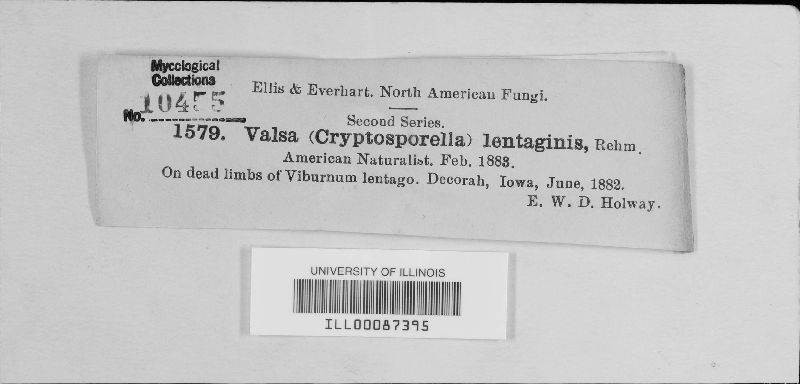 Mycological
Collections
No. 10455
Ellis & Everhart. North American Fungi.
Second Series.
1579. Valsa (Cryptosporella) lentaginis, Rehm.
American Naturalist. Feb. 1883.
On dead limbs of Viburnum lentago. Decorah, Iowa, June, 1882.
E. W. D. Holway.
UNIVERSITY OF ILLINOIS
ILL00087395